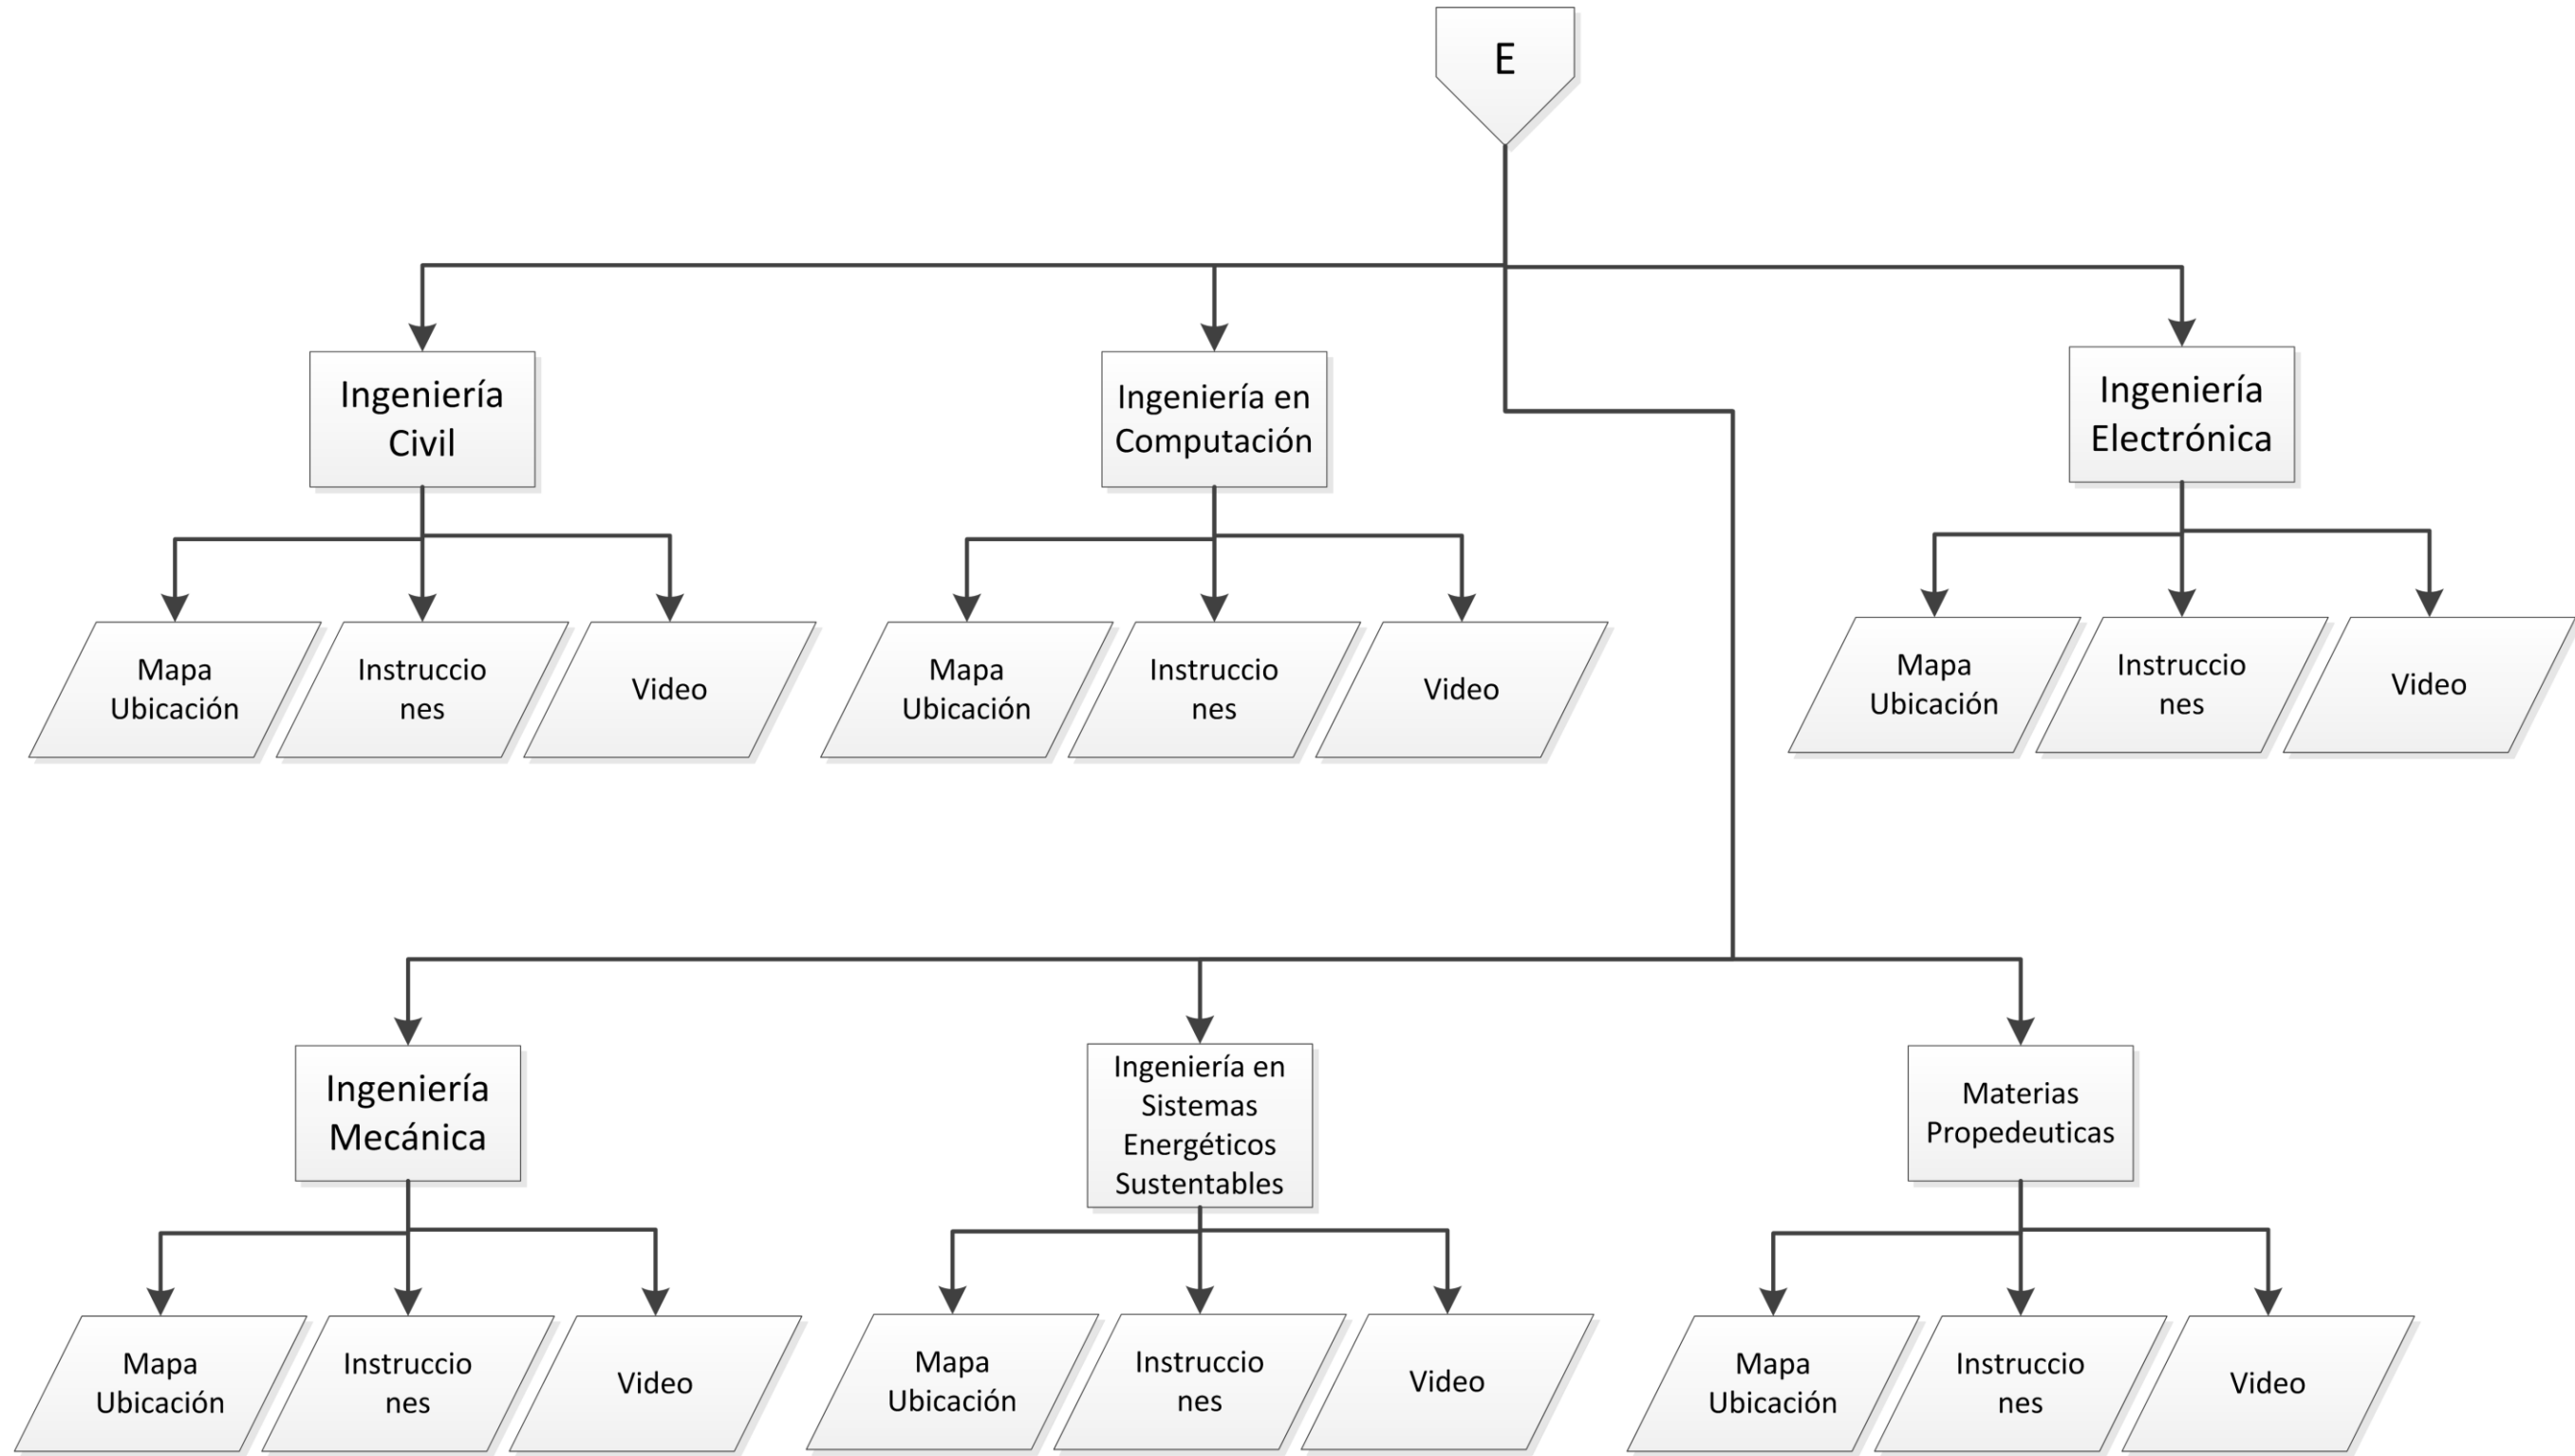 E
Ingeniería
Civil
Ingeniería en
Computación
Ingeniería
Electrónica
Mapa
Ubicación
Instruccio
nes
Video
Mapa
Ubicación
Instruccio
nes
Video
Mapa
Ubicación
Instruccio
nes
Video
Ingeniería
Mecánica
Ingeniería en
Sistemas
Energéticos
Sustentables
Materias
Propedeuticas
Mapa
Ubicación
Instruccio
nes
Video
Mapa
Ubicación
Instruccio
nes
Video
Mapa
Ubicación
Instruccio
nes
Video